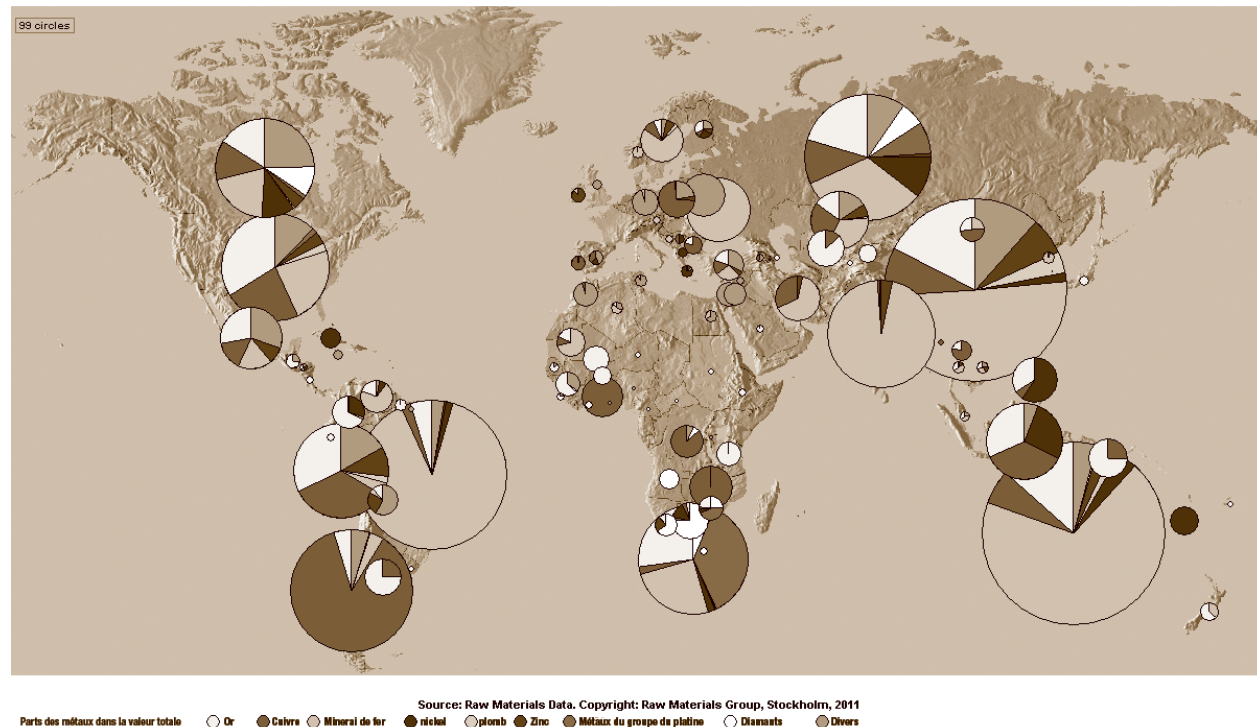 99 circles
Source: Raw Materials Data. Copyright: Raw Materials Group, Stockholm, 2011
Parts des métaux dans la valeur totale Or Cuivre Minerai de fer nickel plomb Zinc Métaux du groupe du platine Diamants Divers